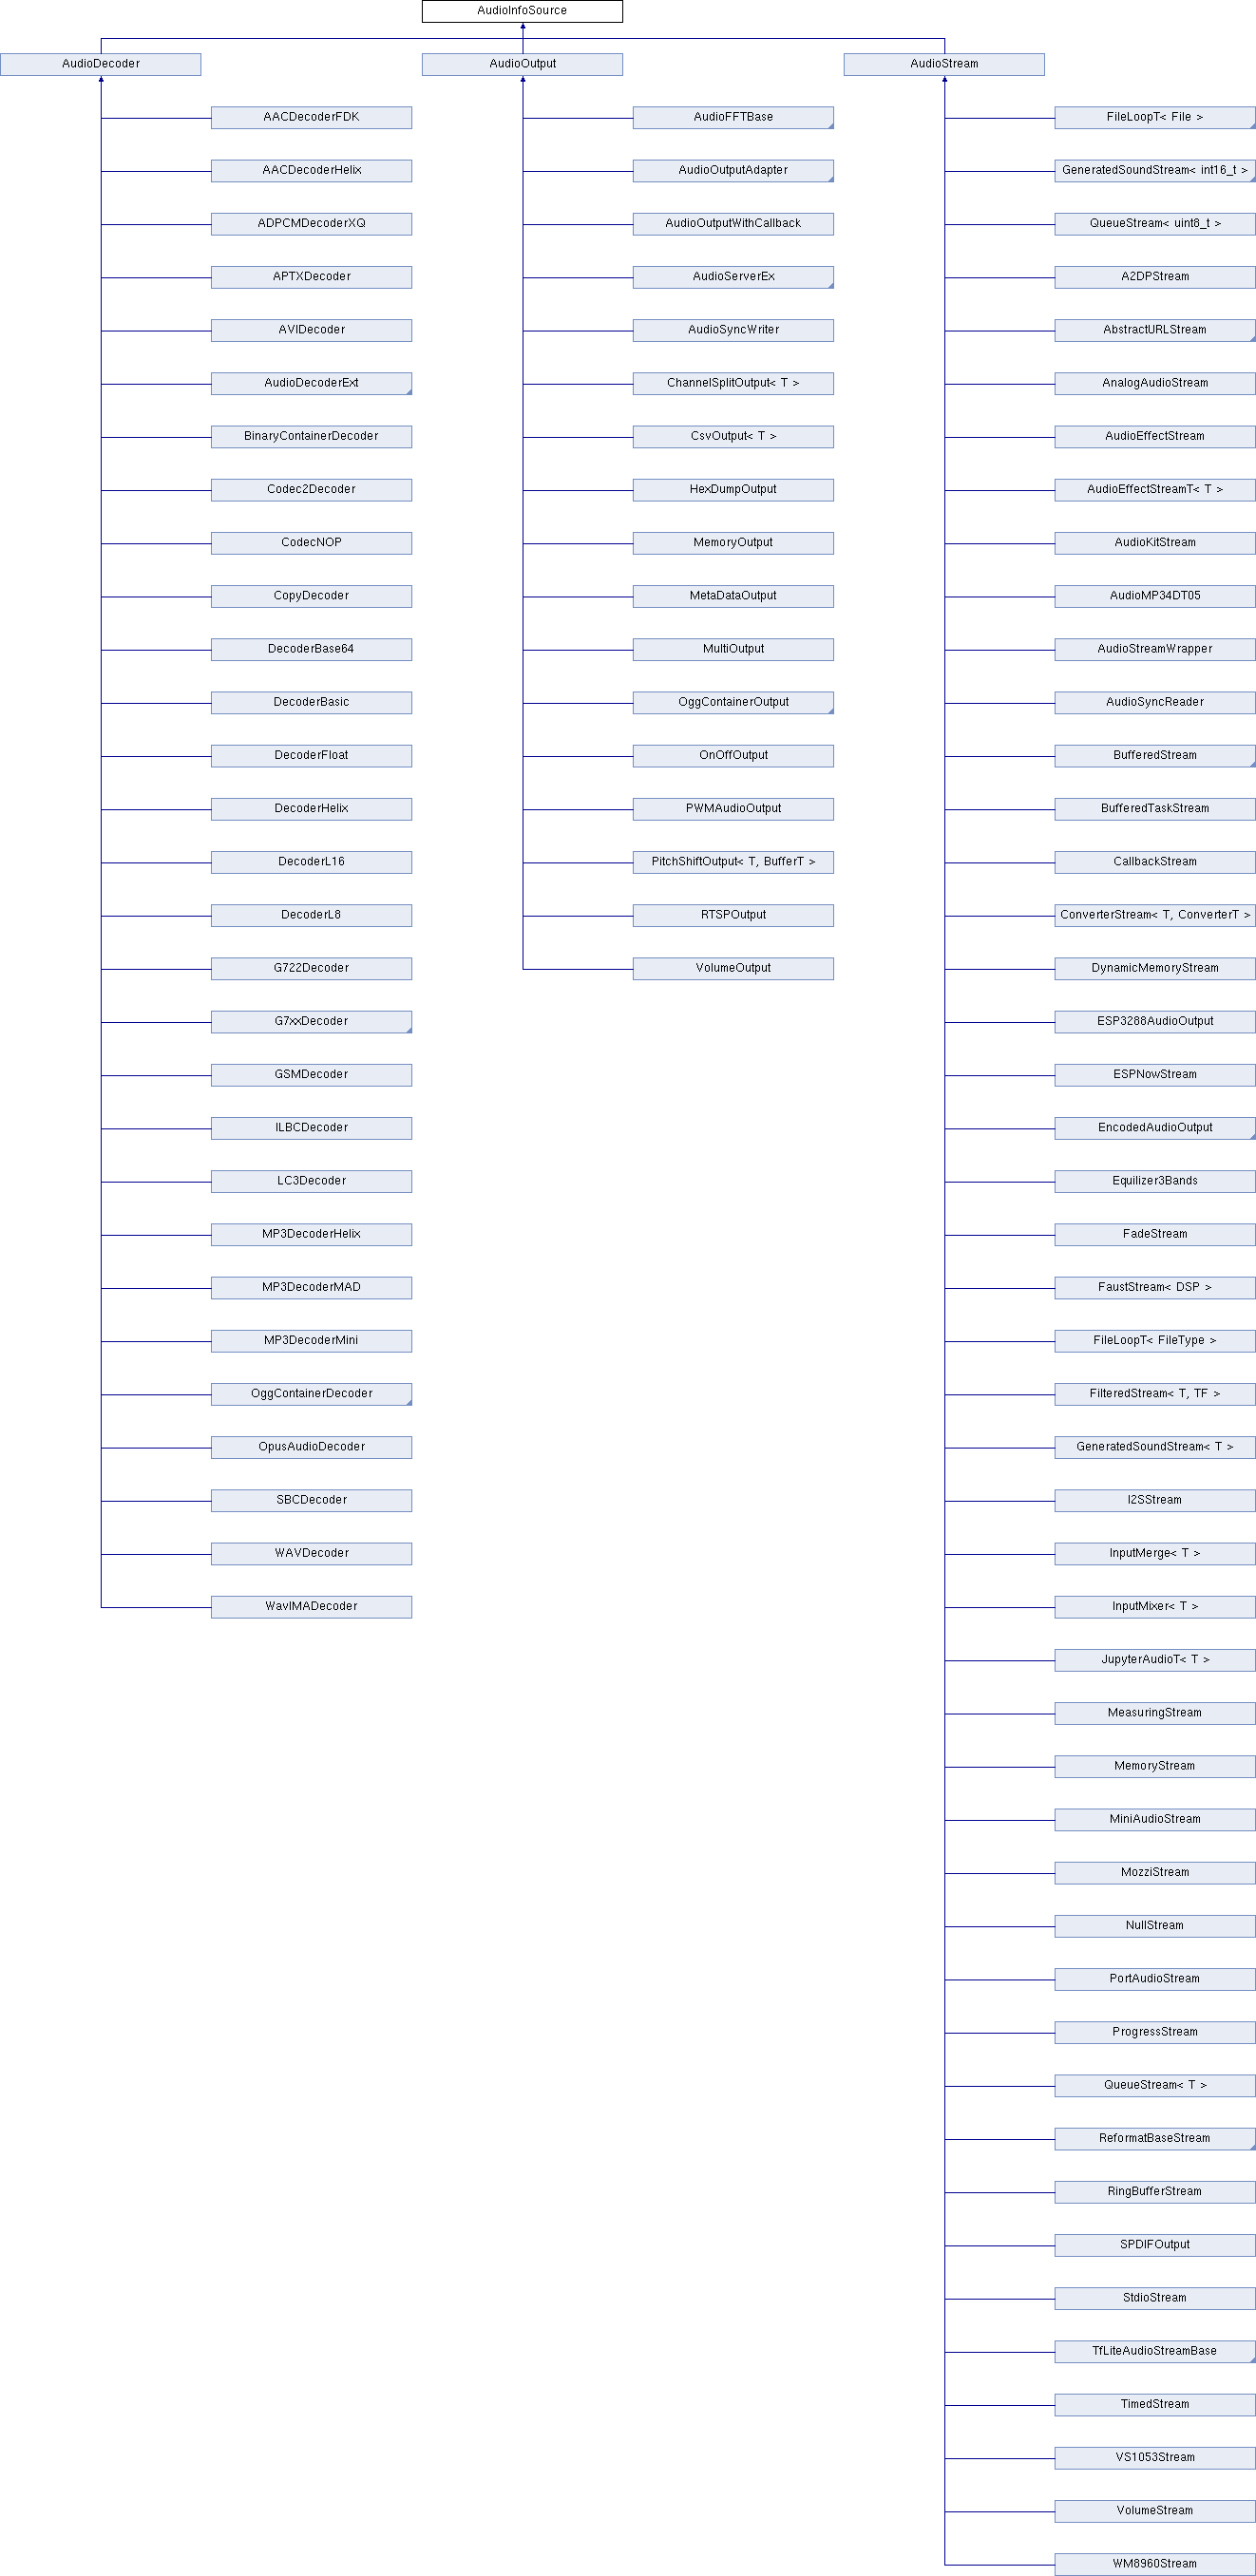 AudioInfoSource
AudioDecoder
AudioOutput
AudioStream
AACDecoderFDK
AACDecoderHelix
ADPCMDecoderXQ
APTXDecoder
AVIDecoder
AudioDecoderExt
BinaryContainerDecoder
Codec2Decoder
CodecNOP
CopyDecoder
DecoderBase64
DecoderBasic
DecoderFloat
DecoderHelix
DecoderL16
DecoderL8
G722Decoder
G7xxDecoder
GSMDecoder
ILBCDecoder
LC3Decoder
MP3DecoderHelix
MP3DecoderMAD
MP3DecoderMini
OggContainerDecoder
OpusAudioDecoder
SBCDecoder
WAVDecoder
WavIMADecoder
AudioFFTBase
AudioOutputAdapter
AudioOutputWithCallback
AudioServerEx
AudioSyncWriter
ChannelSplitOutput< T >
CsvOutput< T >
HexDumpOutput
MemoryOutput
MetaDataOutput
MultiOutput
OggContainerOutput
OnOffOutput
PWMAudioOutput
PitchShiftOutput< T, BufferT >
RTSPOutput
VolumeOutput
FileLoopT< File >
GeneratedSoundStream< int16_t >
QueueStream< uint8_t >
A2DPStream
AbstractURLStream
AnalogAudioStream
AudioEffectStream
AudioEffectStreamT< T >
AudioKitStream
AudioMP34DT05
AudioStreamWrapper
AudioSyncReader
BufferedStream
BufferedTaskStream
CallbackStream
ConverterStream< T, ConverterT >
DynamicMemoryStream
ESP3288AudioOutput
ESPNowStream
EncodedAudioOutput
Equilizer3Bands
FadeStream
FaustStream< DSP >
FileLoopT< FileType >
FilteredStream< T, TF >
GeneratedSoundStream< T >
I2SStream
InputMerge< T >
InputMixer< T >
JupyterAudioT< T >
MeasuringStream
MemoryStream
MiniAudioStream
MozziStream
NullStream
PortAudioStream
ProgressStream
QueueStream< T >
ReformatBaseStream
RingBufferStream
SPDIFOutput
StdioStream
TfLiteAudioStreamBase
TimedStream
VS1053Stream
VolumeStream
WM8960Stream